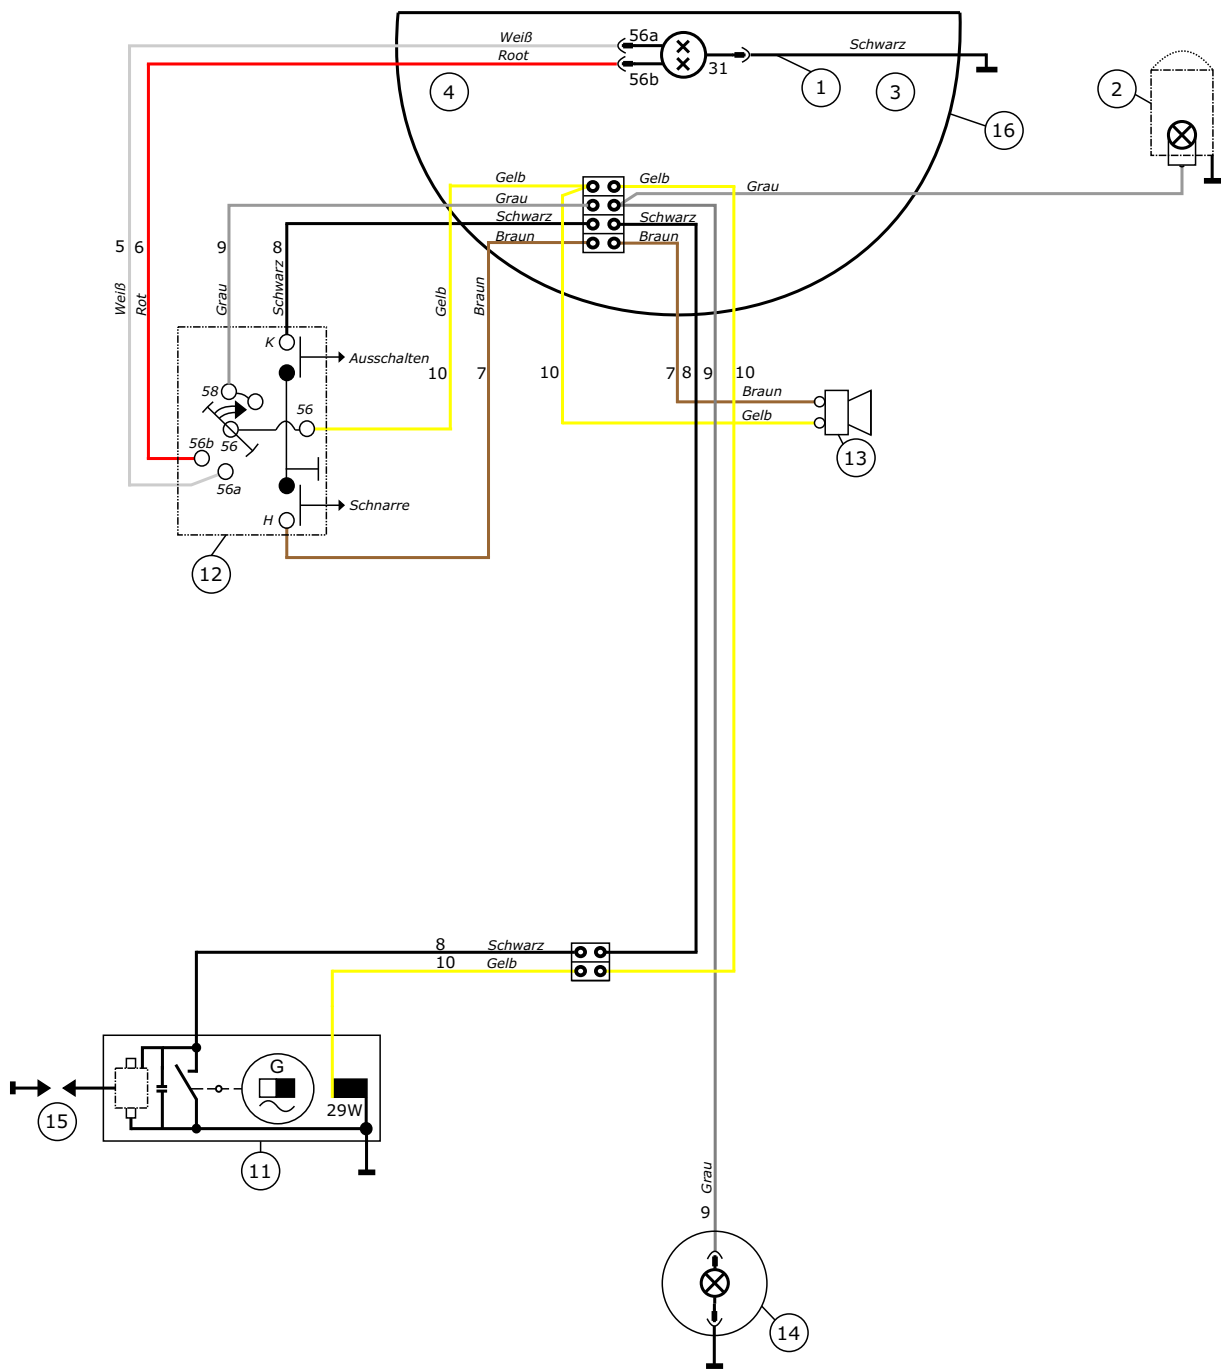 Weiß
56a
Schwarz
Root
31
56b
4
1
3
2
16
Gelb
Gelb
Grau
Grau
Schwarz
Schwarz
Braun
Braun
5
6
9
8
Weiß
Rot
Grau
Schwarz
Gelb
Braun
K
Ausschalten
10
7
10
7
8
9
10
58
Braun
56
Gelb
56b
56
13
56a
Schnarre
H
12
8
Schwarz
10
Gelb
G
29W
15
11
Grau
9
14